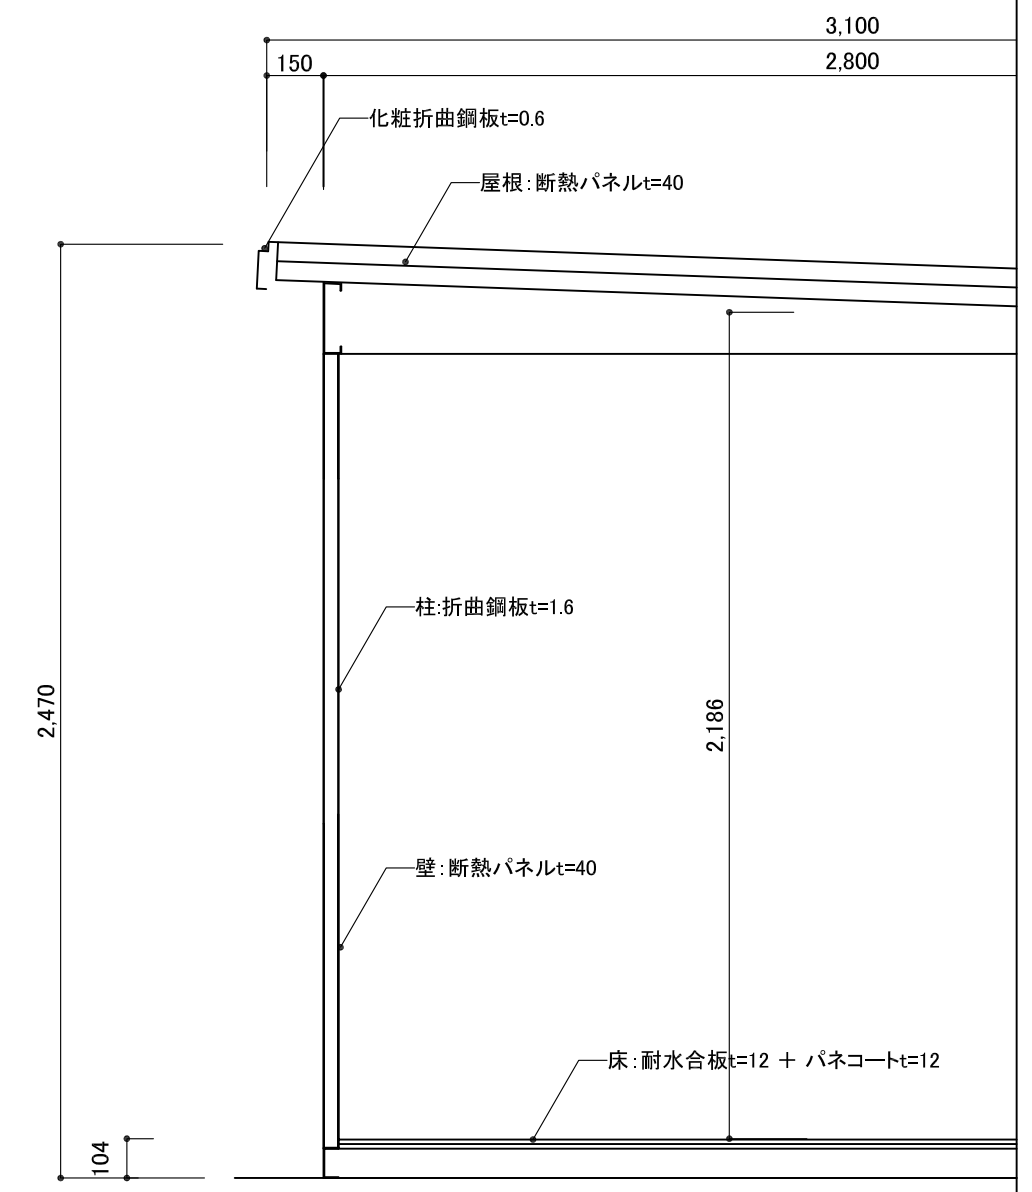 3,100
150
2,800
化粧折曲鋼板t=0.6
屋根:断熱パネルt=40
柱:折曲鋼板t=1.6
2,470
2,186
壁:断熱パネルt=40
床:耐水合板t=12 + パネコートt=12
104